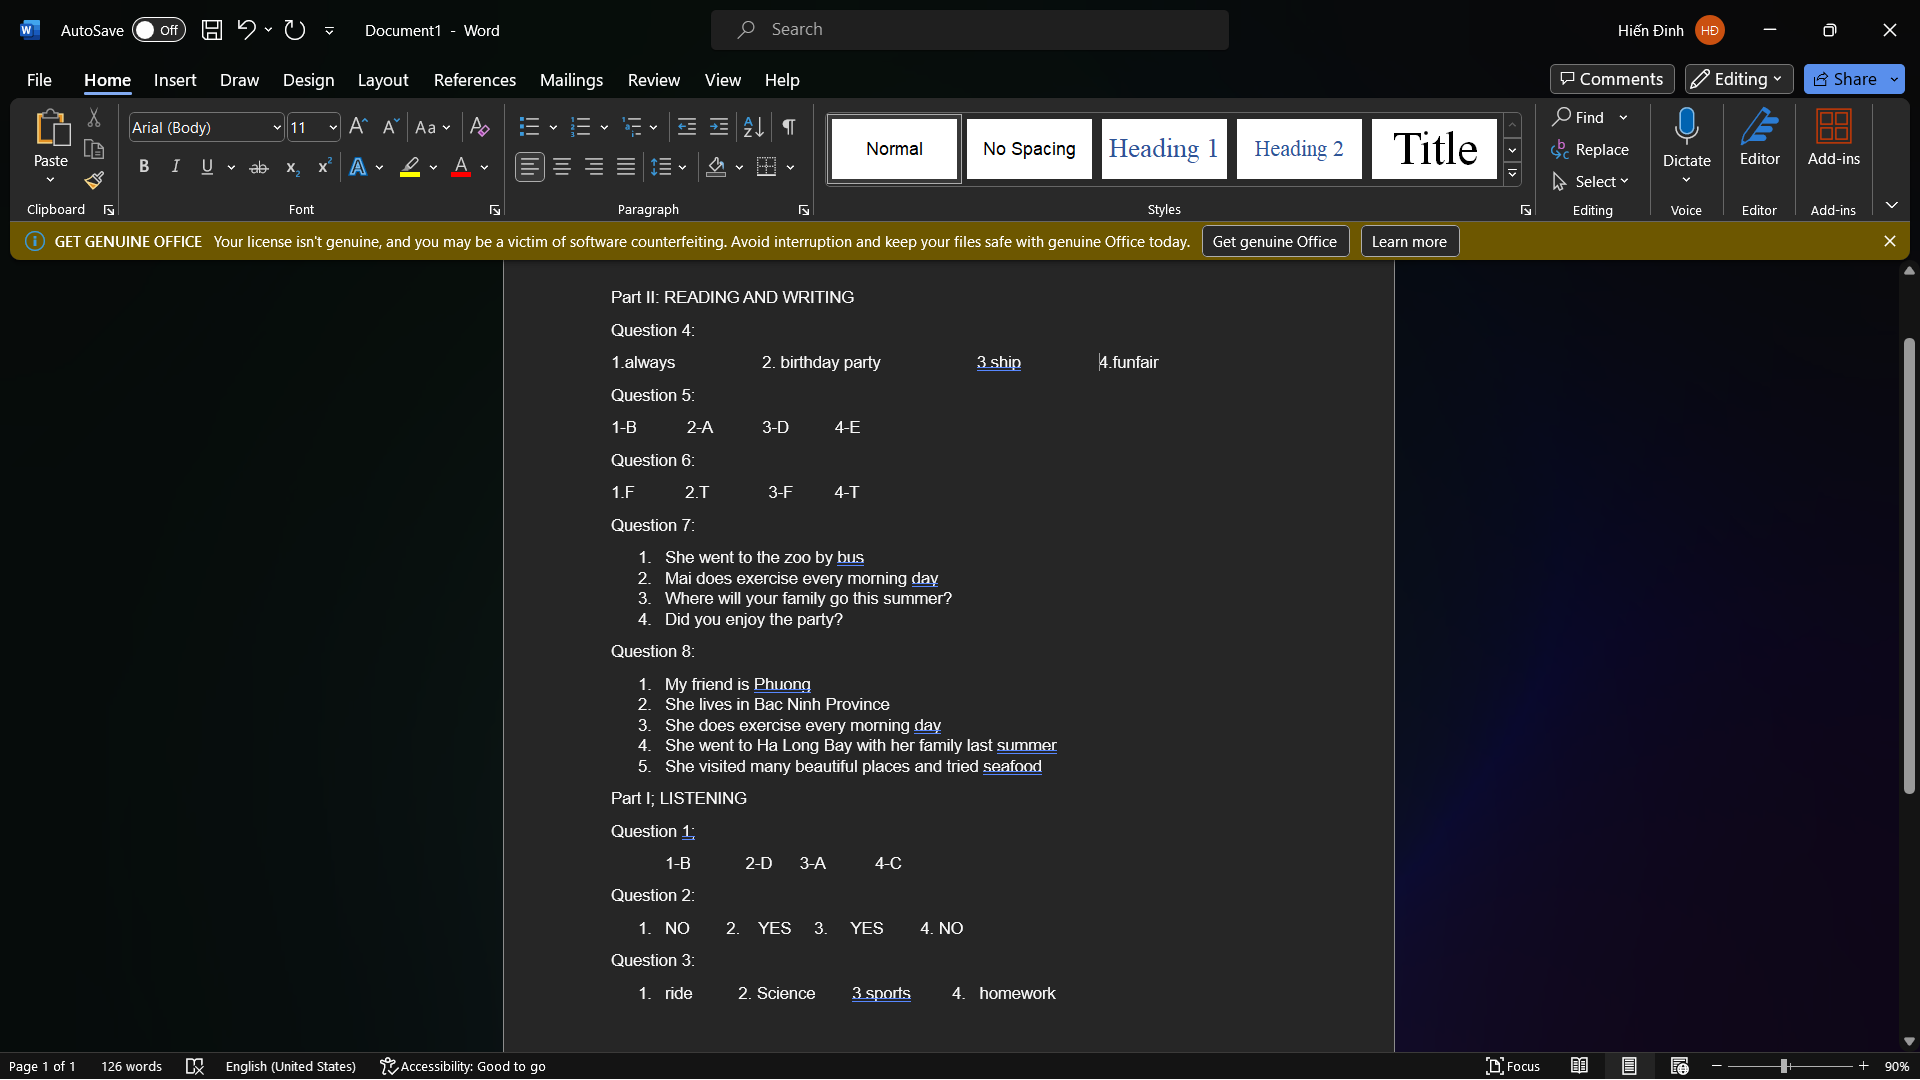 AutoSave Off Document1 - Word Search Hiến Đinh HĐ
File Home Insert Draw Design Layout References Mailings Review View Help Comments Editing Share
Paste Arial (Body) 11 Aa Normal No Spacing Heading 1 Heading 2 Title Find Replace Select Dictate Editor Add-ins
Clipboard Font Paragraph Styles Editing Voice Editor Add-ins
GET GENUINE OFFICE Your license isn't genuine, and you may be a victim of software counterfeiting. Avoid interruption and keep your files safe with genuine Office today. Get genuine Office Learn more
Part II: READING AND WRITING
Question 4:
1.always 2. birthday party 3.ship 4.funfair
Question 5:
1-B 2-A 3-D 4-E
Question 6:
1.F 2.T 3-F 4-T
Question 7:
1. She went to the zoo by bus
2. Mai does exercise every morning day
3. Where will your family go this summer?
4. Did you enjoy the party?
Question 8:
1. My friend is Phuong
2. She lives in Bac Ninh Province
3. She does exercise every morning day
4. She went to Ha Long Bay with her family last summer
5. She visited many beautiful places and tried seafood
Part I; LISTENING
Question 1;
1-B 2-D 3-A 4-C
Question 2:
1. NO 2. YES 3. YES 4. NO
Question 3:
1. ride 2. Science 3.sports 4. homework
Page 1 of 1 126 words English (United States) Accessibility: Good to go Focus 90%